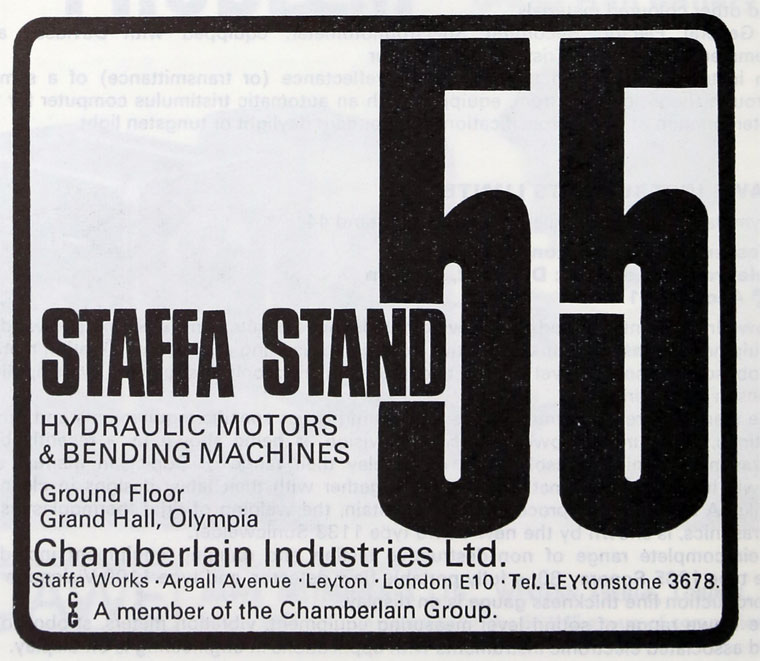 55
STAFFA STAND
HYDRAULIC MOTORS
& BENDING MACHINES
Ground Floor
Grand Hall, Olympia
Chamberlain Industries Ltd.
Staffa Works · Argall Avenue · Leyton · London E10 · Tel. LEYtonstone 3678.
A member of the Chamberlain Group.